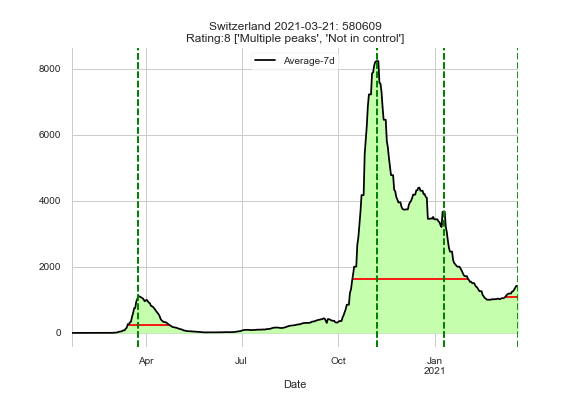 Switzerland 2021-03-21: 580609
Rating:8 ['Multiple peaks', 'Not in control']
Average-7d
8000
6000
4000
2000
0
Apr
Jul
Oct
Jan
2021
Date